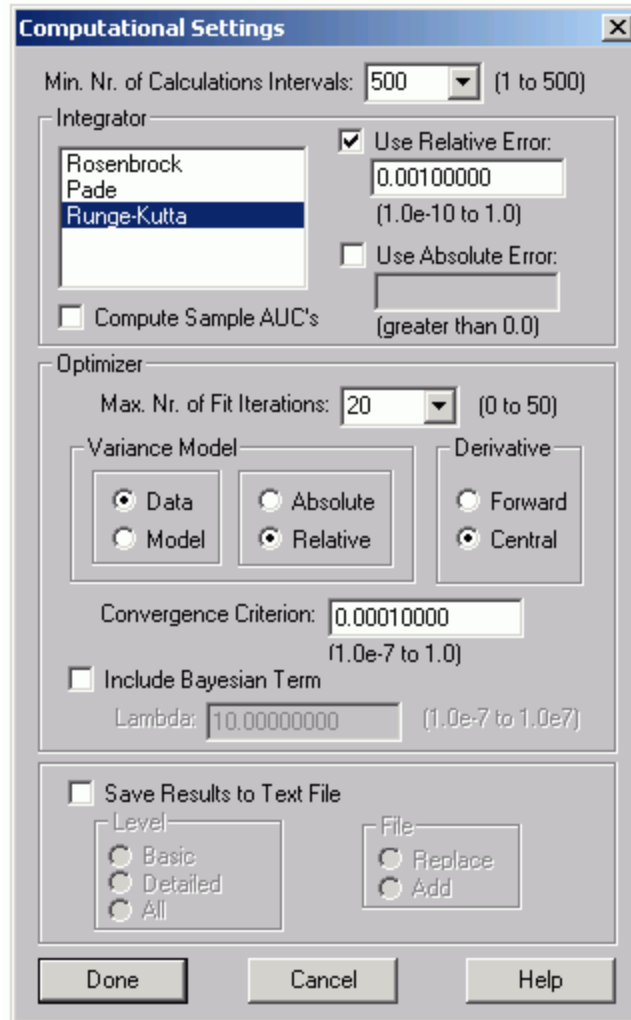 Computational Settings
Min. Nr. of Calculations Intervals: 500 (1 to 500)
Integrator
Rosenbrock
Pade
Runge-Kutta
Use Relative Error:
0.00100000
(1.0e-10 to 1.0)
Use Absolute Error:
(greater than 0.0)
Compute Sample AUC's
Optimizer
Max. Nr. of Fit Iterations: 20 (0 to 50)
Variance Model
Data
Model
Absolute
Relative
Derivative
Forward
Central
Convergence Criterion: 0.00010000
(1.0e-7 to 1.0)
Include Bayesian Term
Lambda: 10.00000000 (1.0e-7 to 1.0e7)
Save Results to Text File
Level
Basic
Detailed
All
File
Replace
Add
Done Cancel Help